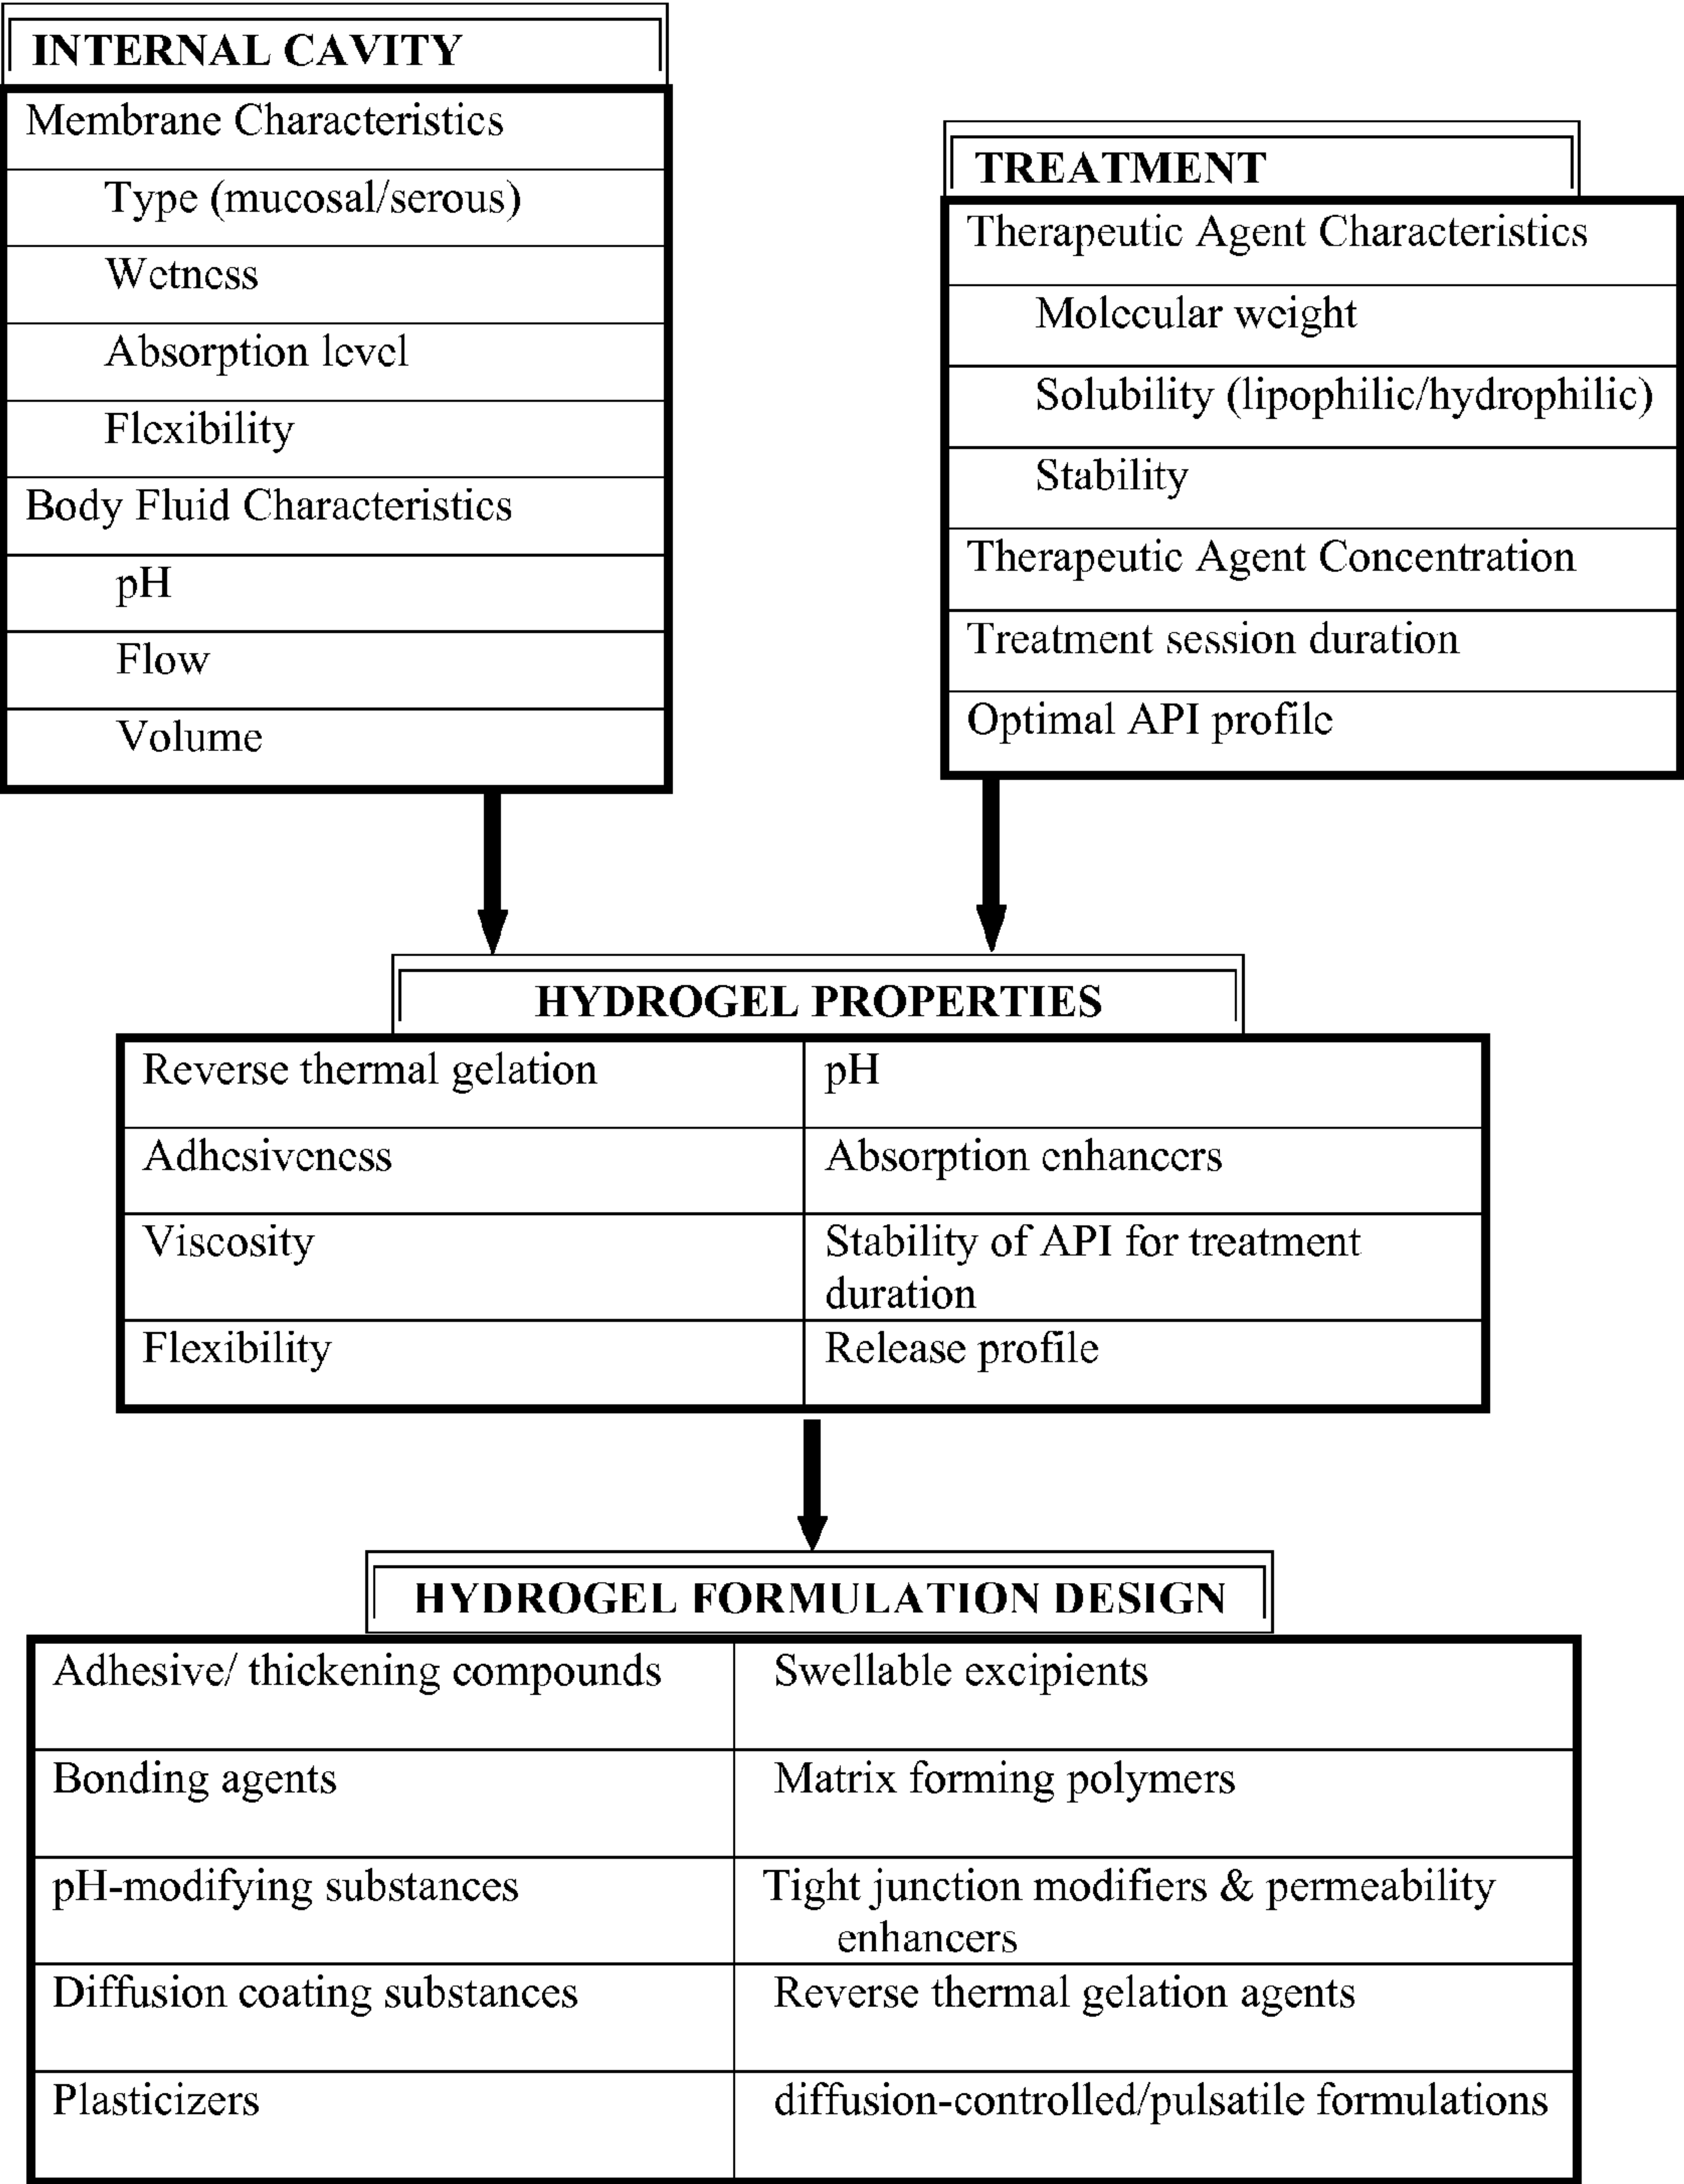 INTERNAL CAVITY
Membrane Characteristics
Type (mucosal/serous)
Wetness
Absorption level
Flexibility
Body Fluid Characteristics
pH
Flow
Volume
TREATMENT
Therapeutic Agent Characteristics
Molecular weight
Solubility (lipophilic/hydrophilic)
Stability
Therapeutic Agent Concentration
Treatment session duration
Optimal API profile
HYDROGEL PROPERTIES
Reverse thermal gelation
pH
Adhesiveness
Absorption enhancers
Viscosity
Stability of API for treatment
duration
Flexibility
Release profile
HYDROGEL FORMULATION DESIGN
Adhesive/ thickening compounds
Swellable excipients
Bonding agents
Matrix forming polymers
pH-modifying substances
Tight junction modifiers & permeability
enhancers
Diffusion coating substances
Reverse thermal gelation agents
Plasticizers
diffusion-controlled/pulsatile formulations